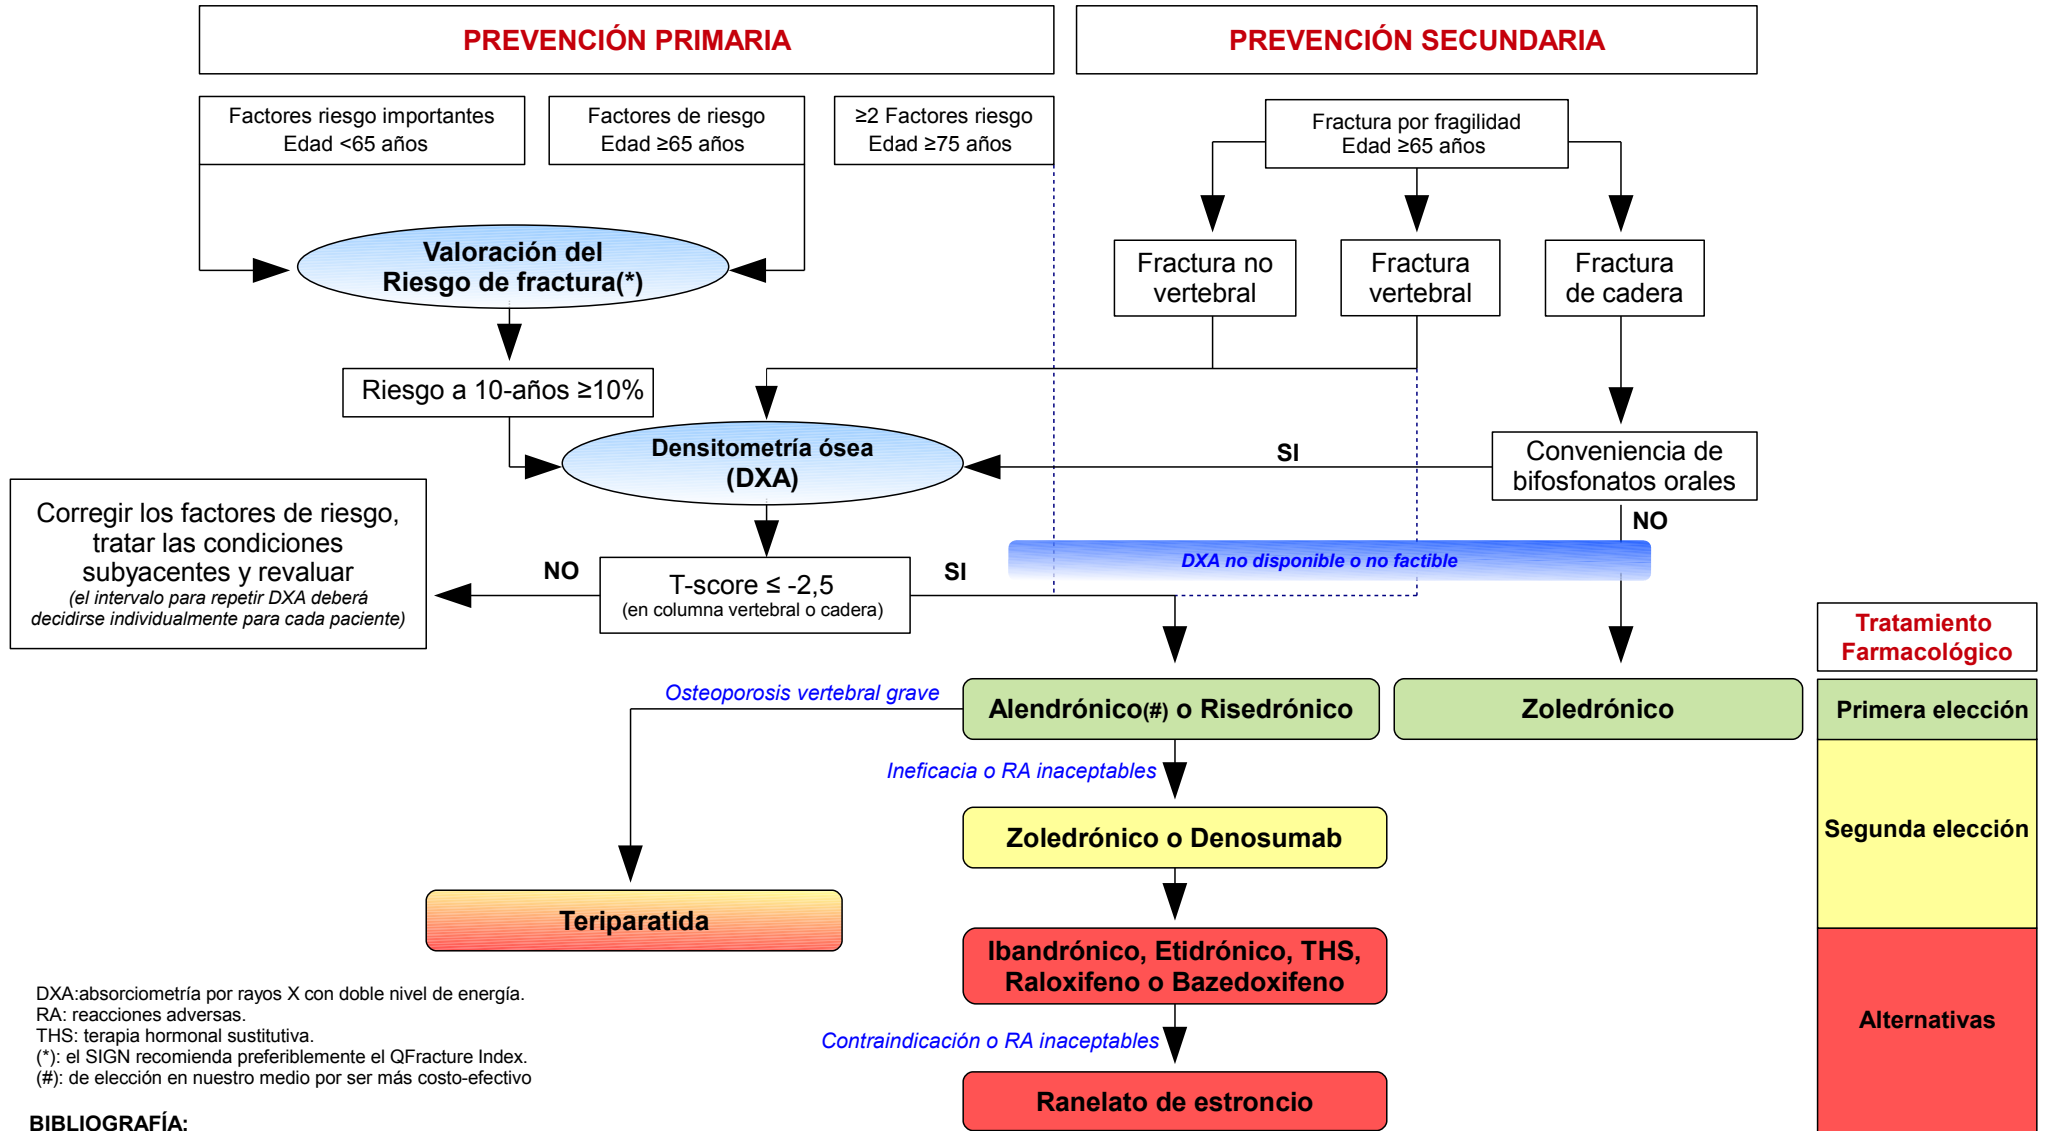 PREVENCIÓN PRIMARIA
PREVENCIÓN SECUNDARIA
Factores riesgo importantes
Edad <65 años
Factores de riesgo
Edad ≥65 años
≥2 Factores riesgo
Edad ≥75 años
Fractura por fragilidad
Edad ≥65 años
Valoración del
Riesgo de fractura(*)
Fractura no
vertebral
Fractura
vertebral
Fractura
de cadera
Riesgo a 10-años ≥10%
Densitometría ósea
(DXA)
SI
Conveniencia de
bifosfonatos orales
NO
Corregir los factores de riesgo,
tratar las condiciones
subyacentes y revaluar
(el intervalo para repetir DXA deberá
decidirse individualmente para cada paciente)
NO
T-score ≤ -2,5
(en columna vertebral o cadera)
SI
DXA no disponible o no factible
Tratamiento
Farmacológico
Osteoporosis vertebral grave
Alendrónico(#) o Risedrónico
Zoledrónico
Primera elección
Ineficacia o RA inaceptables
Zoledrónico o Denosumab
Segunda elección
Teriparatida
Ibandrónico, Etidrónico, THS,
Raloxifeno o Bazedoxifeno
Alternativas
Contraindicación o RA inaceptables
Ranelato de estroncio
DXA:absorciometría por rayos X con doble nivel de energía.
RA: reacciones adversas.
THS: terapia hormonal sustitutiva.
(*): el SIGN recomienda preferiblemente el QFracture Index.
(#): de elección en nuestro medio por ser más costo-efectivo
BIBLIOGRAFÍA: